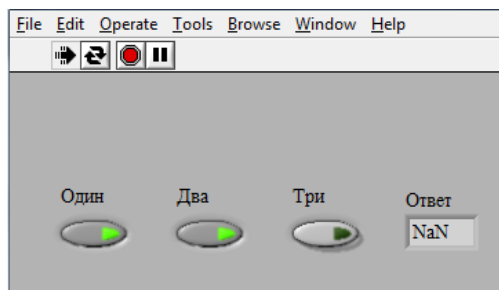 File Edit Operate Tools Browse Window Help
Один Два Три Ответ
NaN